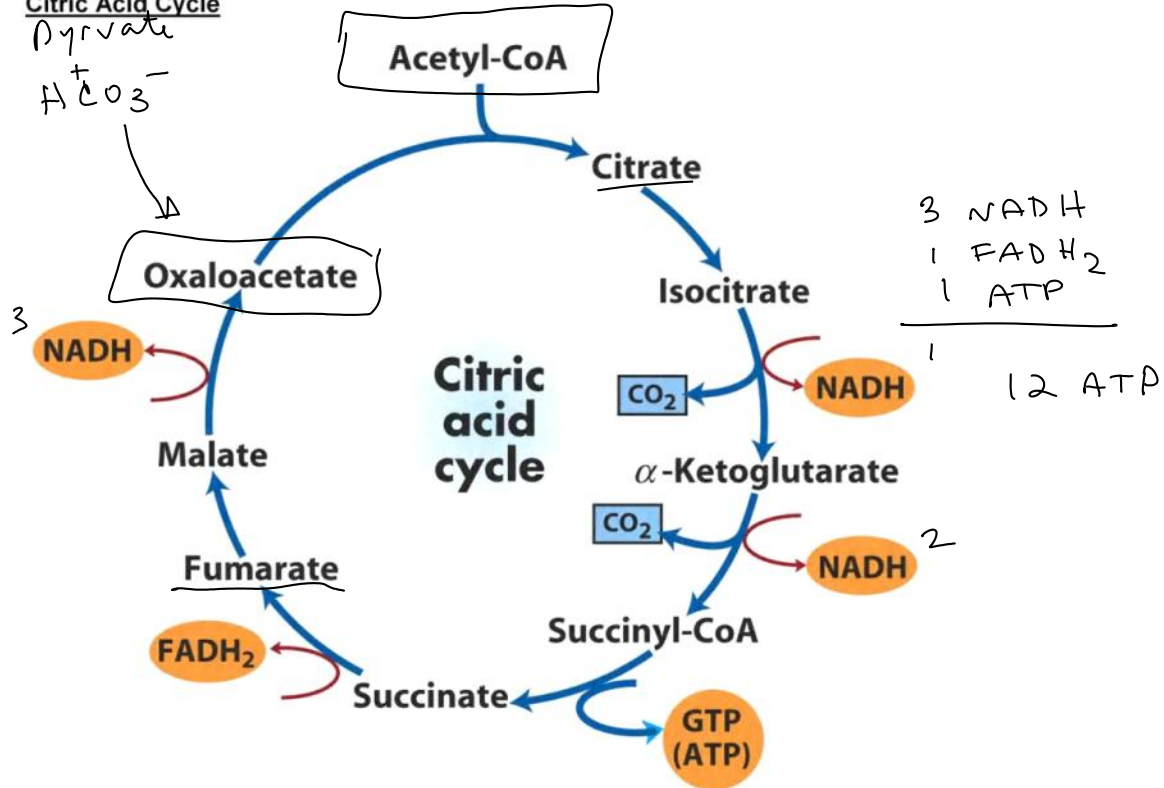 Citric Acid Cycle
Pyrvate
+
HCO3−
Acetyl-CoA
Citrate
3 NADH
1 FADH2
1 ATP
1
12 ATP
Isocitrate
Oxaloacetate
3
NADH
CO2
NADH
Citric
acid
cycle
Malate
α-Ketoglutarate
CO2
NADH
2
Fumarate
Succinyl-CoA
FADH2
Succinate
GTP
(ATP)